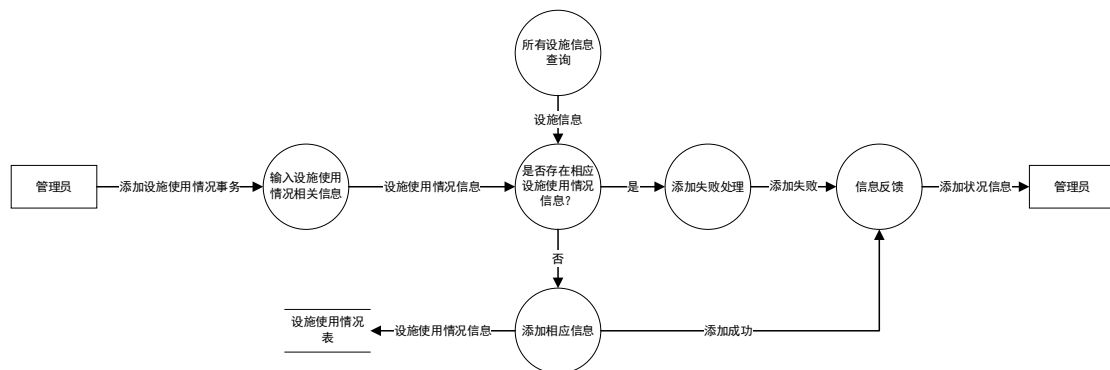 所有设施信息
查询
设施信息
管理员
添加设施使用情况事务
输入设施使用
情况相关信息
设施使用情况信息
是否存在相应
设施使用情况
信息?
是
添加失败处理
添加失败
信息反馈
添加状况信息
管理员
否
设施使用情况
表
设施使用情况信息
添加相应信息
添加成功